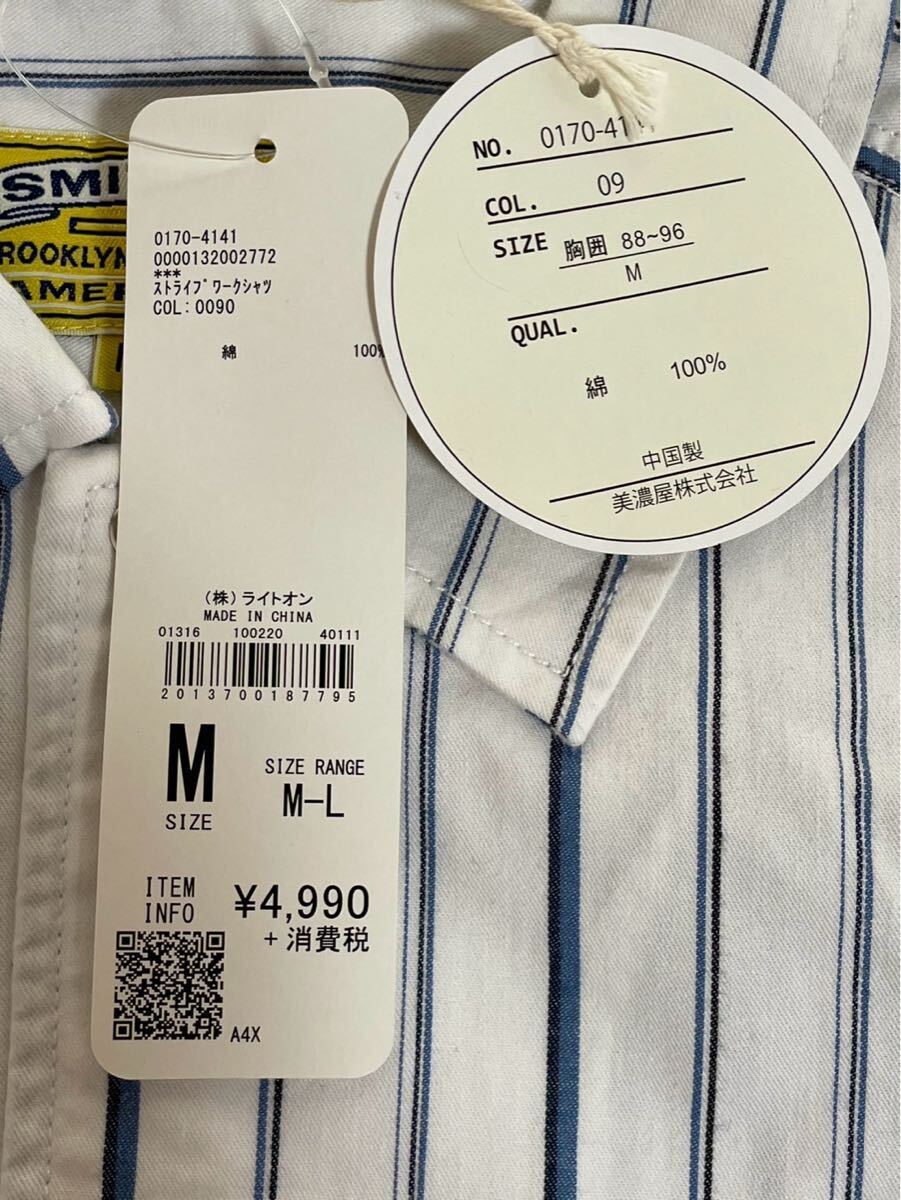 SMI
ROOKLYN
AMER
0170-4141
0000132002772
***
ｽﾄﾗｲﾌﾟﾜｰｸｼｬﾂ
COL:0090
綿 100%
(株)ライトオン
MADE IN CHINA
01316 100220 40111
2013700187795
M
SIZE
SIZE RANGE
M-L
ITEM
INFO
¥4,990
+消費税
A4X
NO. 0170-41
COL. 09
SIZE 胸囲 88~96
M
QUAL.
綿 100%
中国製
美濃屋株式会社